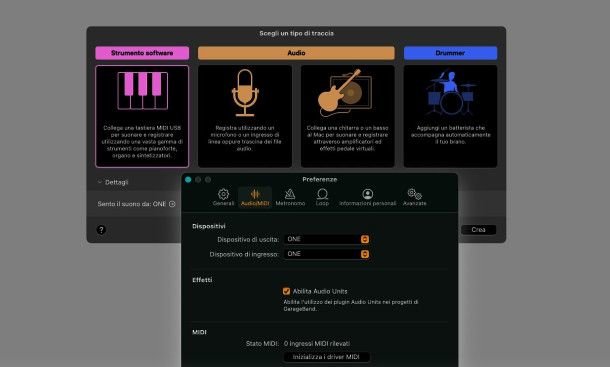 Scegli un tipo di traccia
Strumento software
Audio
Drummer
Collega una tastiera MIDI USB
per suonare e registrare
utilizzando una vasta gamma di
strumenti come pianoforte,
organo e sintetizzatori.
Registra utilizzando un
microfono o un ingresso di
linea oppure trascina dei file
audio.
Collega una chitarra o un basso
al Mac per suonare e registrare
attraverso amplificatori ed
effetti pedale virtuali.
Aggiungi un batterista che
accompagna automaticamente
il tuo brano.
Dettagli
Sento il suono da: ONE
?
Crea
Preferenze
Generali
Audio/MIDI
Metronomo
Loop
Informazioni personali
Avanzate
Dispositivi
Dispositivo di uscita: ONE
Dispositivo di ingresso: ONE
Effetti
Abilita Audio Units
Abilita l'utilizzo dei plugin Audio Units nei progetti di
GarageBand.
MIDI
Stato MIDI: 0 ingressi MIDI rilevati
Inizializza i driver MIDI